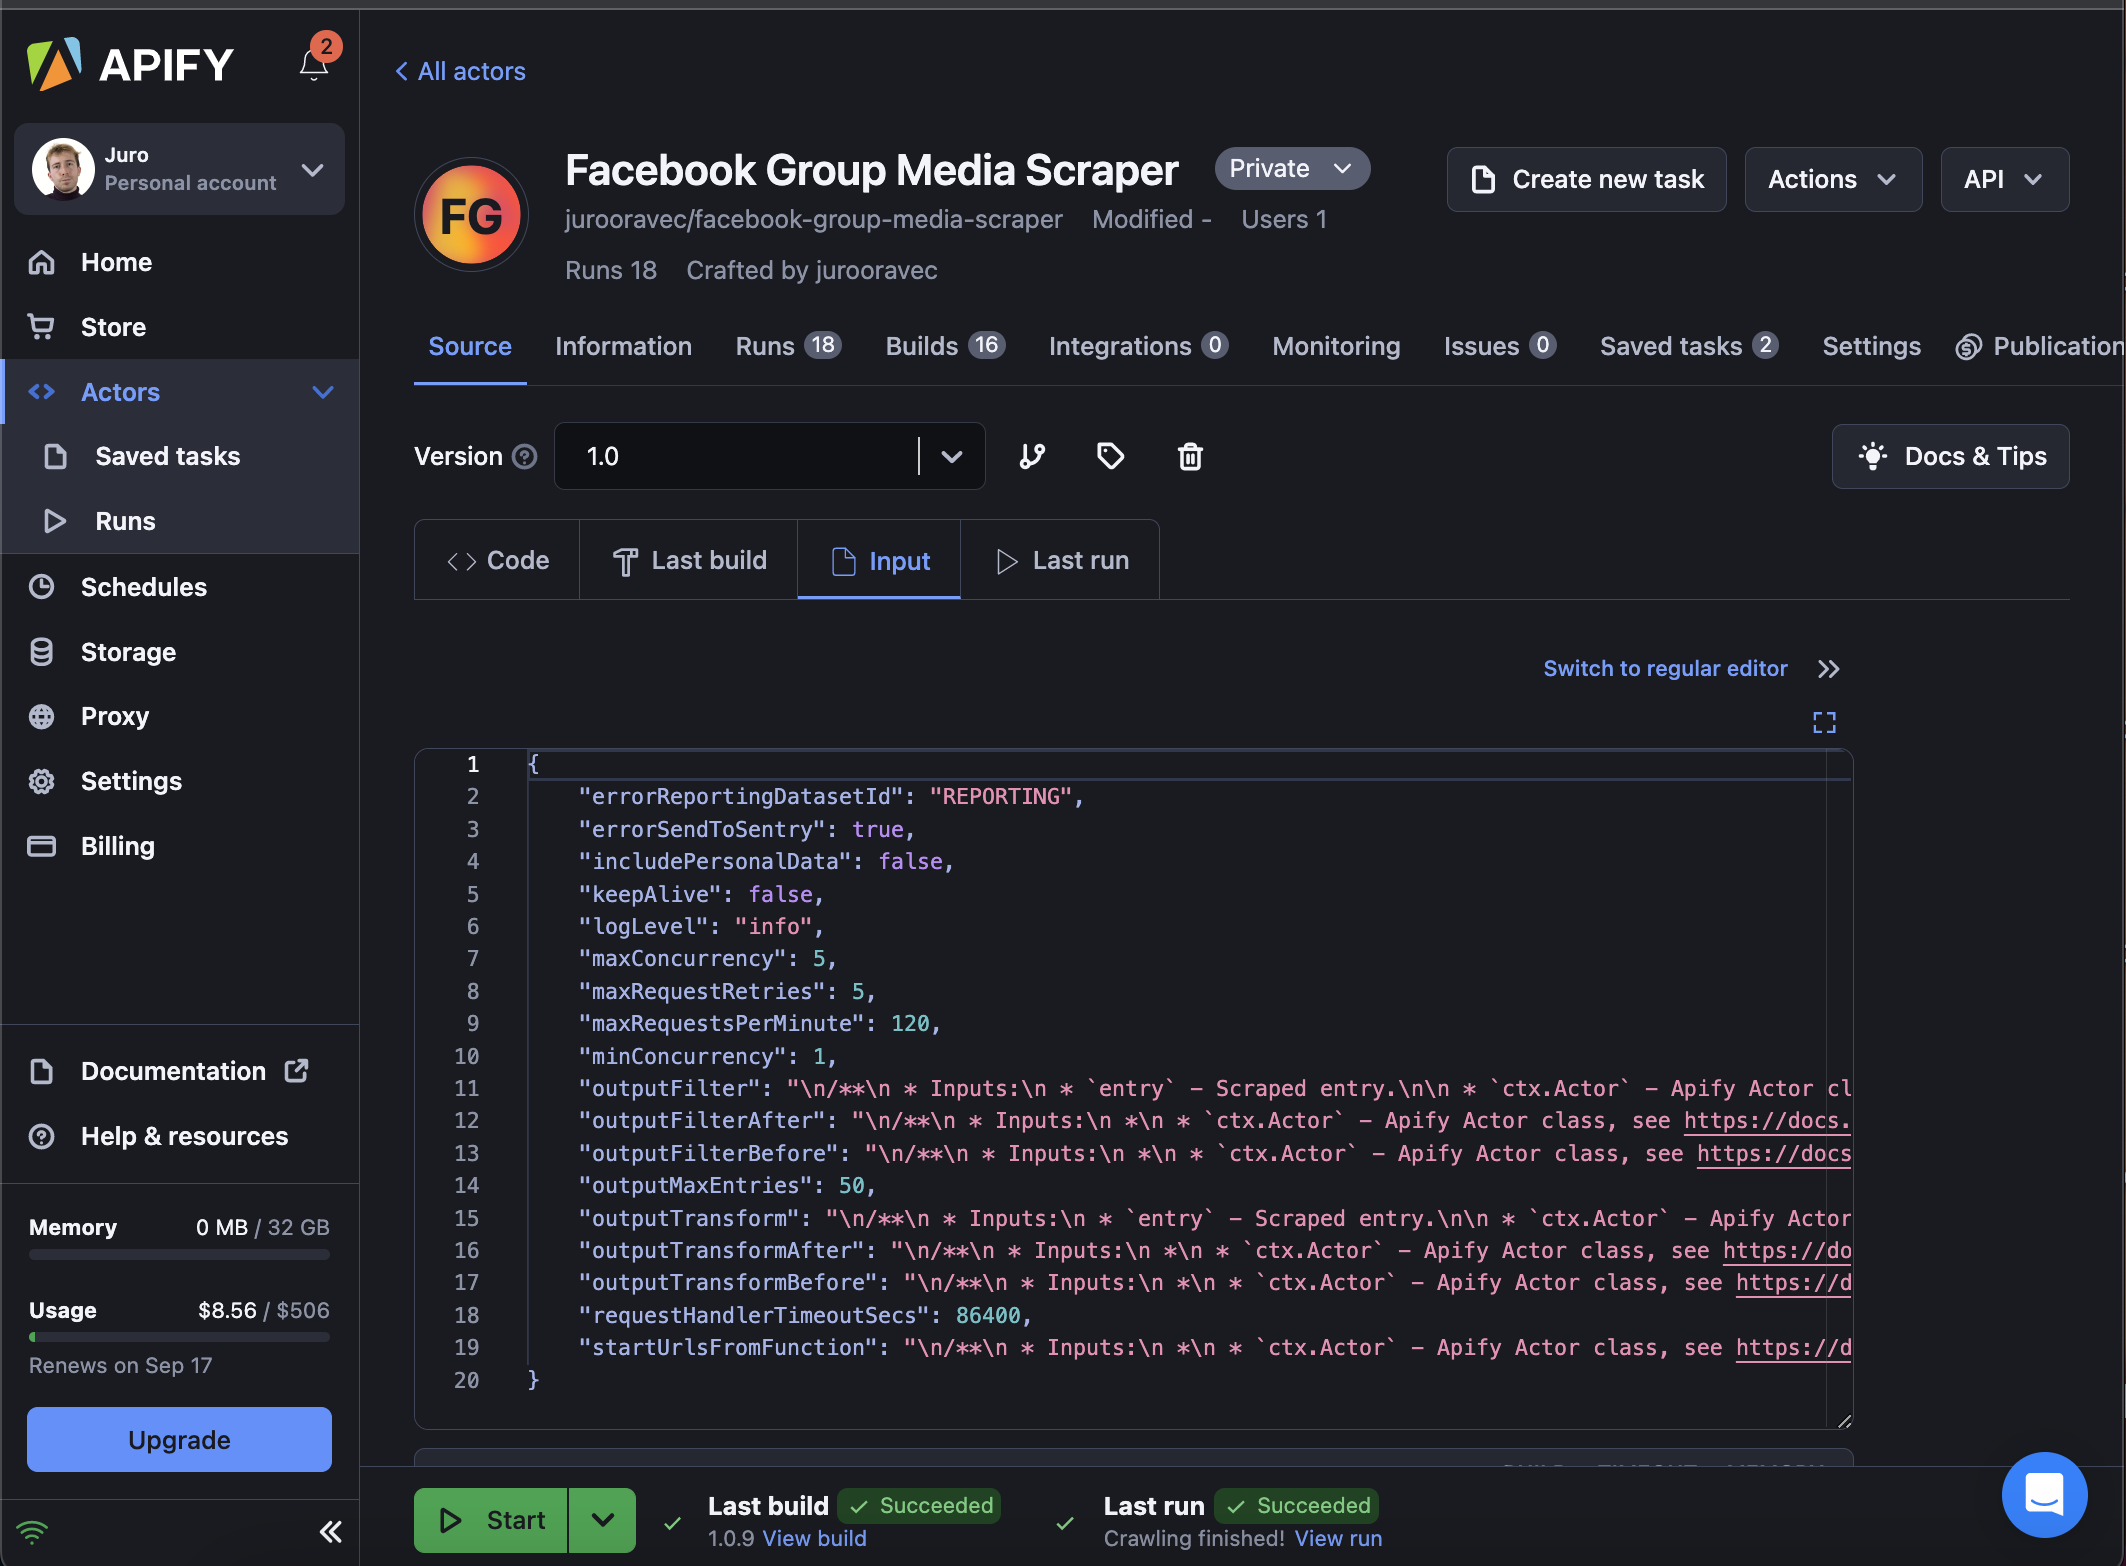 APIFY
2
Juro
Personal account
Home
Store
Actors
Saved tasks
Runs
Schedules
Storage
Proxy
Settings
Billing
Documentation
Help & resources
Memory 0 MB / 32 GB
Usage $8.56 / $506
Renews on Sep 17
Upgrade
All actors
FG
Facebook Group Media Scraper Private
Create new task Actions API
jurooravec/facebook-group-media-scraper Modified - Users 1
Runs 18 Crafted by jurooravec
Source Information Runs 18 Builds 16 Integrations 0 Monitoring Issues 0 Saved tasks 2 Settings Publication
Version 1.0
Docs & Tips
Code Last build Input Last run
Switch to regular editor
1 {
2 "errorReportingDatasetId": "REPORTING",
3 "errorSendToSentry": true,
4 "includePersonalData": false,
5 "keepAlive": false,
6 "logLevel": "info",
7 "maxConcurrency": 5,
8 "maxRequestRetries": 5,
9 "maxRequestsPerMinute": 120,
10 "minConcurrency": 1,
11 "outputFilter": "\n/**\n * Inputs:\n * `entry` - Scraped entry.\n\n * `ctx.Actor` - Apify Actor cl
12 "outputFilterAfter": "\n/**\n * Inputs:\n *\n * `ctx.Actor` - Apify Actor class, see https://docs.
13 "outputFilterBefore": "\n/**\n * Inputs:\n *\n * `ctx.Actor` - Apify Actor class, see https://docs
14 "outputMaxEntries": 50,
15 "outputTransform": "\n/**\n * Inputs:\n * `entry` - Scraped entry.\n\n * `ctx.Actor` - Apify Actor
16 "outputTransformAfter": "\n/**\n * Inputs:\n *\n * `ctx.Actor` - Apify Actor class, see https://do
17 "outputTransformBefore": "\n/**\n * Inputs:\n *\n * `ctx.Actor` - Apify Actor class, see https://d
18 "requestHandlerTimeoutSecs": 86400,
19 "startUrlsFromFunction": "\n/**\n * Inputs:\n *\n * `ctx.Actor` - Apify Actor class, see https://d
20 }
Start
Last build Succeeded
1.0.9 View build
Last run Succeeded
Crawling finished! View run